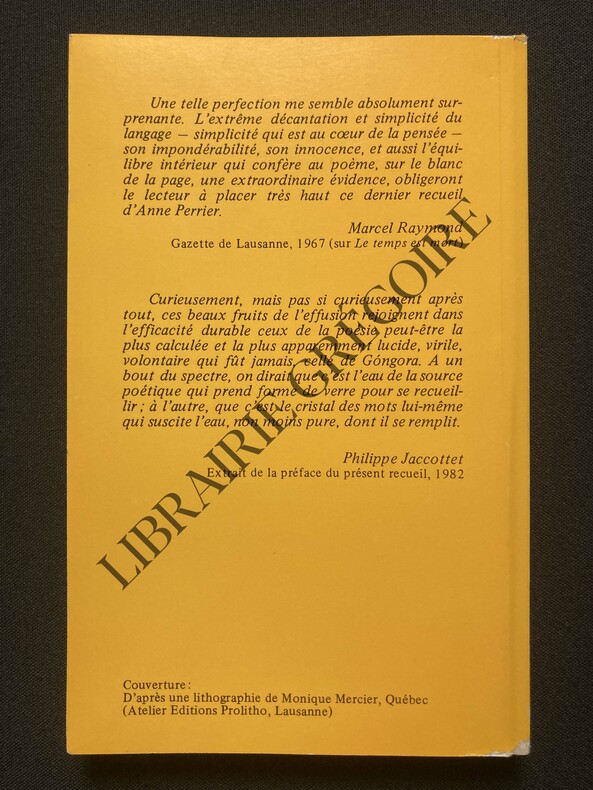 Une telle perfection me semble absolument sur-
prenante. L'extrême décantation et simplicité du
langage — simplicité qui est au cœur de la pensée —
son impondérabilité, son innocence, et aussi l'équi-
libre intérieur qui confère au poème, sur le blanc
de la page, une extraordinaire évidence, obligeront
le lecteur à placer très haut ce dernier recueil
d'Anne Perrier.
Marcel Raymond
Gazette de Lausanne, 1967 (sur Le temps est mort)
Curieusement, mais pas si curieusement après
tout, ces beaux fruits de l'effusion rejoignent dans
l'efficacité durable ceux de la poésie peut-être la
plus calculée et la plus apparemment lucide, virile,
volontaire qui fût jamais, celle de Góngora. A un
bout du spectre, on dirait que c'est l'eau de la source
poétique qui prend forme de verre pour se recueil-
lir ; à l'autre, que c'est le cristal des mots lui-même
qui suscite l'eau, non moins pure, dont il se remplit.
Philippe Jaccottet
Extrait de la préface du présent recueil, 1982
LIBRAIRIE GRÉGOIRE
Couverture :
D'après une lithographie de Monique Mercier, Québec
(Atelier Editions Prolitho, Lausanne)